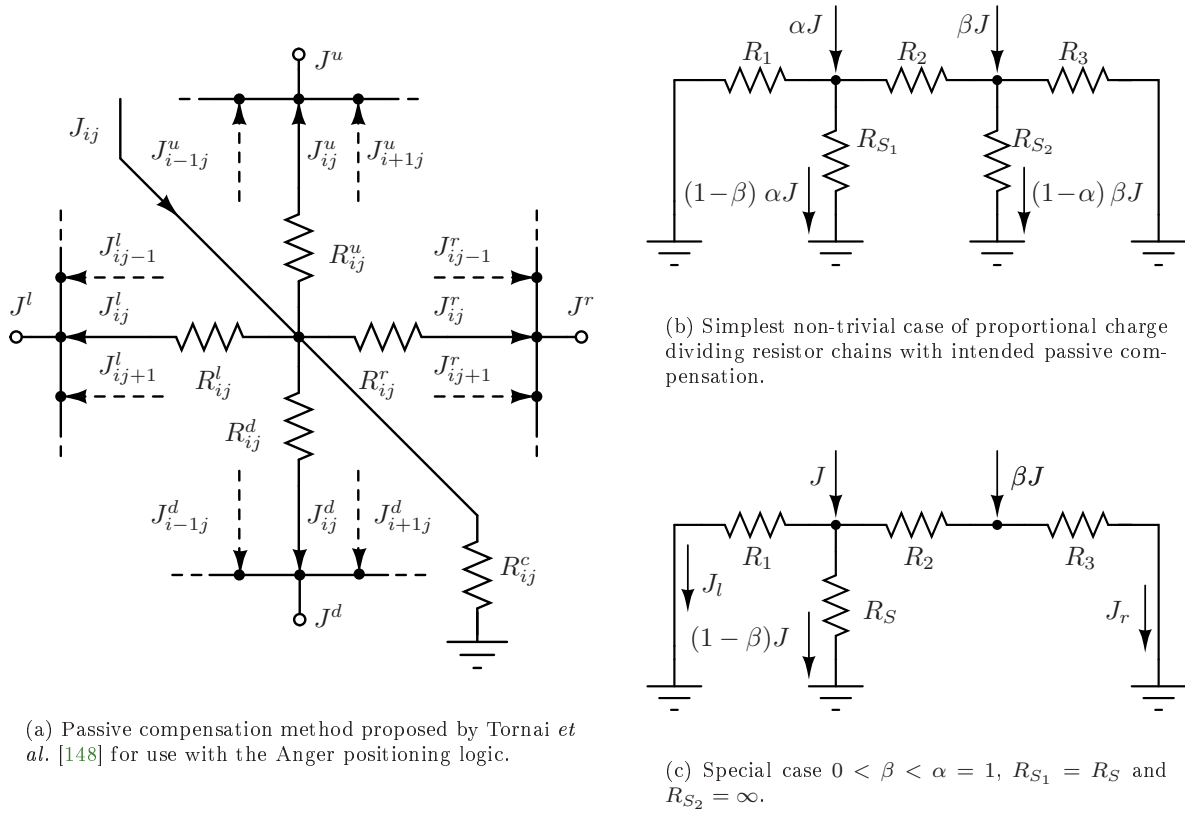 J^u
J_{ij}
J^u_{i-1j}
J^u_{ij}
J^u_{i+1j}
R^u_{ij}
J^l_{ij-1}
J^r_{ij-1}
J^l
J^l_{ij}
J^r_{ij}
J^r
J^l_{ij+1}
R^l_{ij}
R^r_{ij}
J^r_{ij+1}
R^d_{ij}
J^d_{i-1j}
J^d_{ij}
J^d_{i+1j}
R^c_{ij}
J^d
(a) Passive compensation method proposed by Tornai et
al. [148] for use with the Anger positioning logic.
αJ
βJ
R_1
R_2
R_3
R_{S_1}
R_{S_2}
(1-β) αJ
(1-α) βJ
(b) Simplest non-trivial case of proportional charge
dividing resistor chains with intended passive com-
pensation.
J
βJ
R_1
R_2
R_3
J_l
R_S
J_r
(1 − β)J
(c) Special case 0 < β < α = 1, R_{S_1} = R_S and
R_{S_2} = ∞.